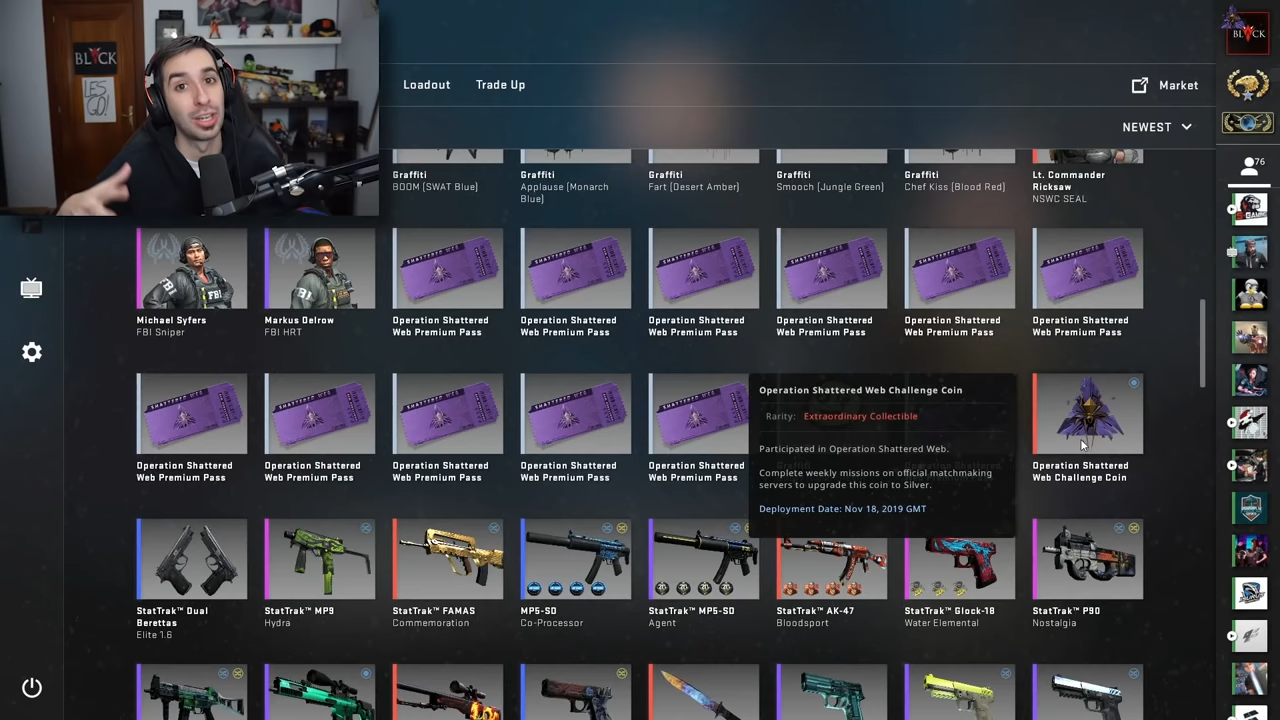 BLVCK
LES
GO!
Loadout
Trade Up
Market
NEWEST
76
Graffiti
BOOM [SWAT Blue]
Graffiti
Applause [Monarch
Blue]
Graffiti
Fart [Desert Amber]
Graffiti
Smooch [Jungle Green]
Graffiti
Chef Kiss [Blood Red]
Lt. Commander
Ricksaw
NSWC SEAL
Michael Syfers
FBI Sniper
Markus Delrow
FBI HRT
Operation Shattered
Web Premium Pass
Operation Shattered
Web Premium Pass
Operation Shattered
Web Premium Pass
Operation Shattered
Web Premium Pass
Operation Shattered
Web Premium Pass
Operation Shattered
Web Premium Pass
Operation Shattered
Web Premium Pass
Operation Shattered
Web Premium Pass
Operation Shattered
Web Premium Pass
Operation Shattered
Web Premium Pass
Operation Shattered
Web Premium Pass
Operation Shattered Web Challenge Coin
Rarity: Extraordinary Collectible
Participated in Operation Shattered Web.
Complete weekly missions on official matchmaking
servers to upgrade this coin to Silver.
Deployment Date: Nov 18, 2019 GMT
Operation Shattered
Web Challenge Coin
StatTrak™ Dual
Berettas
Elite 1.6
StatTrak™ MP9
Hydra
StatTrak™ FAMAS
Commemoration
MP5-SD
Co-Processor
StatTrak™ MP5-SD
Agent
StatTrak™ AK-47
Bloodsport
StatTrak™ Glock-18
Water Elemental
StatTrak™ P90
Nostalgia